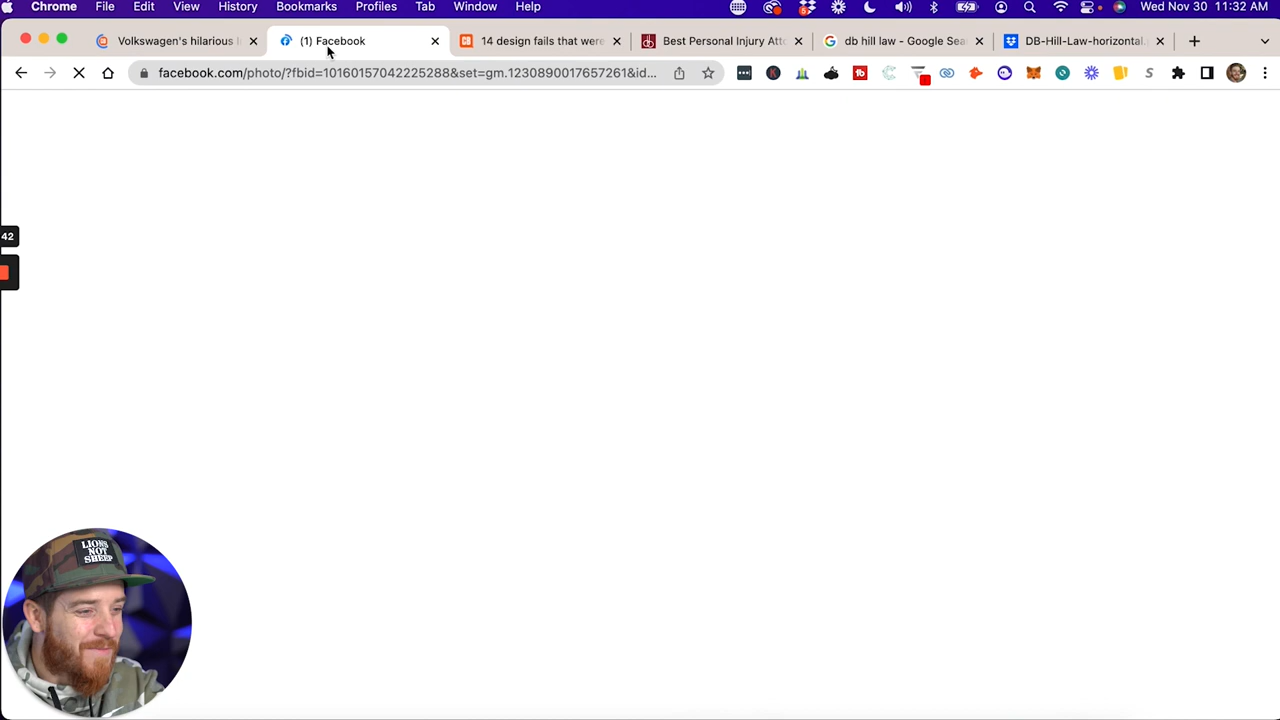 Chrome File Edit View History Bookmarks Profiles Tab Window Help Wed Nov 30 11:32 AM
Volkswagen's hilarious l (1) Facebook 14 design fails that were Best Personal Injury Atto db hill law - Google Sea DB-Hill-Law-horizontal.
facebook.com/photo/?fbid=10160157042225288&set=gm.1230890017657261&id...
42
LIONS
NOT
SHEEP